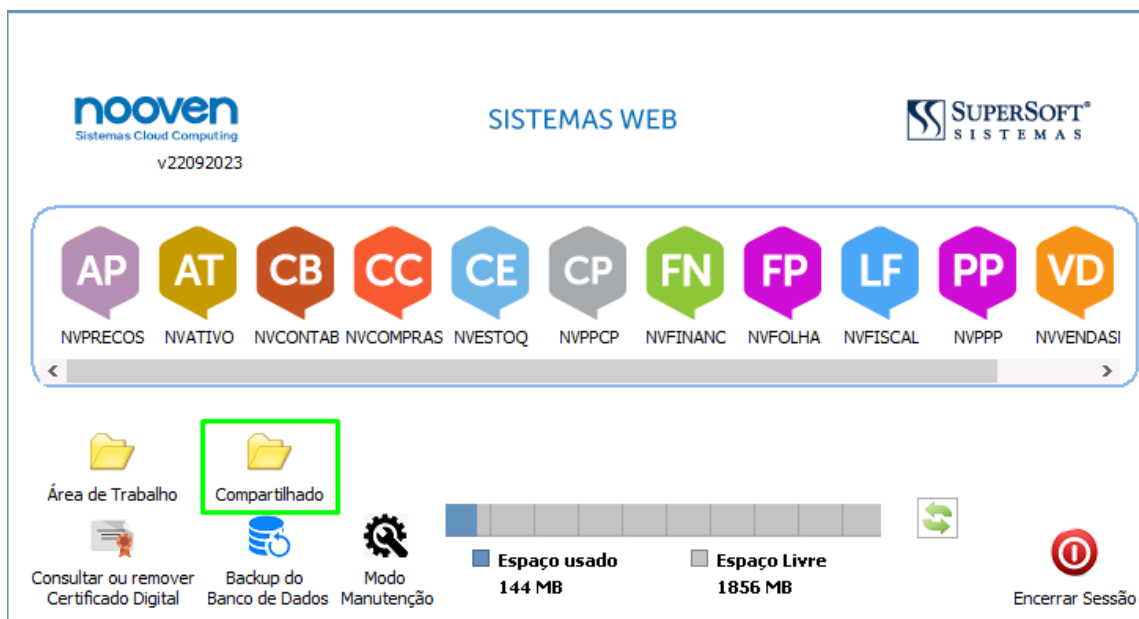 nooven
Sistemas Cloud Computing
v22092023
SISTEMAS WEB
SUPERSOFT®
SISTEMAS
AP AT CB CC CE CP FN FP LF PP VD
NVPRECOS NVATIVO NVCONTAB NVCOMPRAS NVESTOQ NVPPCP NVFINANC NVFOLHA NVFISCAL NVPPP NVVENDASI
Área de Trabalho
Compartilhado
Consultar ou remover
Certificado Digital
Backup do
Banco de Dados
Modo
Manutenção
Espaço usado
144 MB
Espaço Livre
1856 MB
Encerrar Sessão